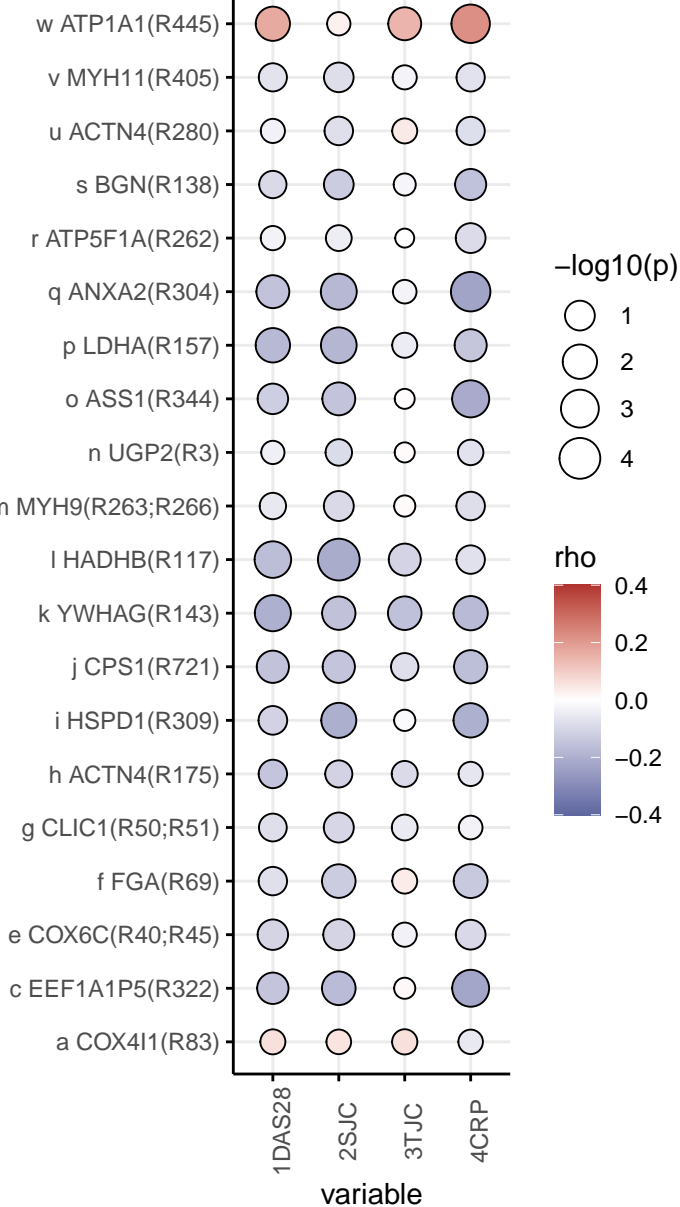 w ATP1A1(R445)
v MYH11(R405)
u ACTN4(R280)
s BGN(R138)
r ATP5F1A(R262)
q ANXA2(R304)
p LDHA(R157)
o ASS1(R344)
n UGP2(R3)
MYH9(R263;R266)
l HADHB(R117)
k YWHAG(R143)
j CPS1(R721)
i HSPD1(R309)
h ACTN4(R175)
g CLIC1(R50;R51)
f FGA(R69)
e COX6C(R40;R45)
c EEF1A1P5(R322)
a COX4I1(R83)
1DAS28
2SJC
3TJC
4CRP
variable
−log10(p)
1
2
3
4
rho
0.4
0.2
0.0
−0.2
−0.4